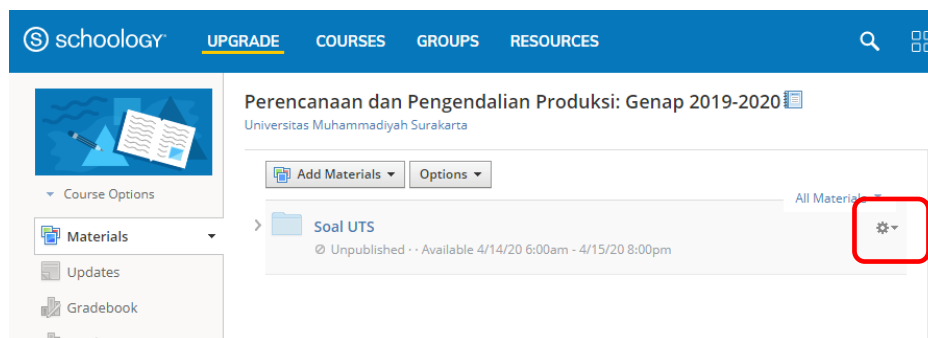 S schoology UPGRADE COURSES GROUPS RESOURCES
Perencanaan dan Pengendalian Produksi: Genap 2019-2020
Universitas Muhammadiyah Surakarta
Add Materials Options
Course Options
All Materials
Materials
Soal UTS
Unpublished · · Available 4/14/20 6:00am - 4/15/20 8:00pm
Updates
Gradebook